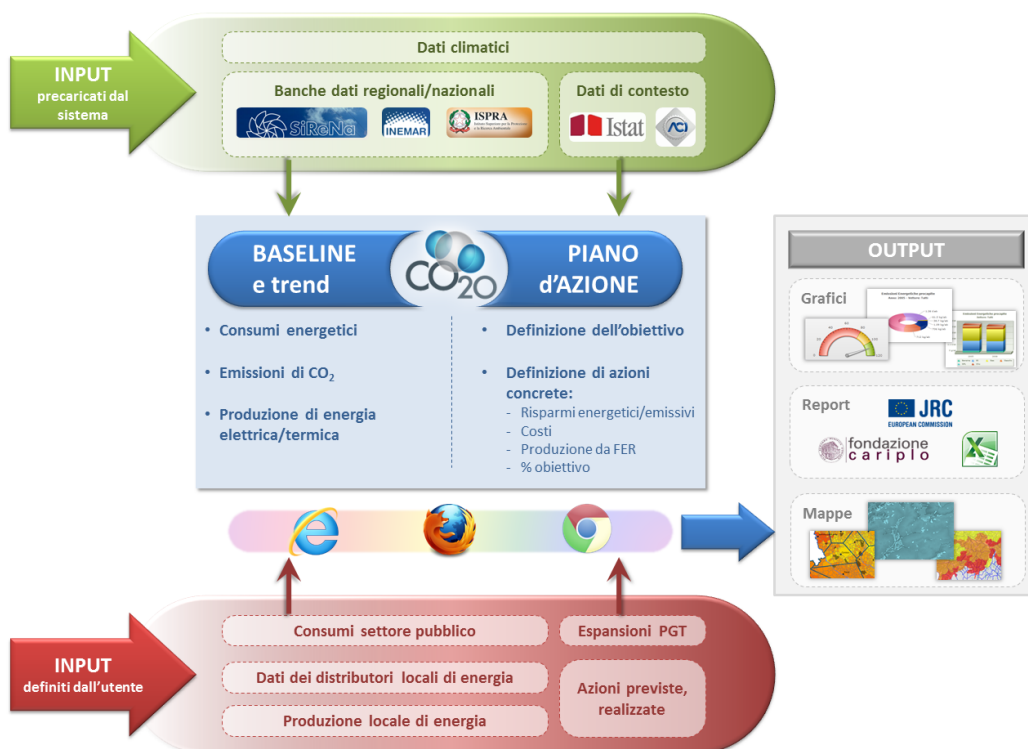 INPUT
precaricati dal
sistema
Dati climatici
Banche dati regionali/nazionali
SiReNa
INEMAR
ISPRA
Dati di contesto
Istat
ACI
BASELINE
e trend
CO20
PIANO
d'AZIONE
• Consumi energetici
• Emissioni di CO2
• Produzione di energia
elettrica/termica
• Definizione dell'obiettivo
• Definizione di azioni
concrete:
- Risparmi energetici/emissivi
- Costi
- Produzione da FER
- % obiettivo
OUTPUT
Grafici
Report
JRC
EUROPEAN COMMISSION
fondazione
cariplo
Mappe
INPUT
definiti dall'utente
Consumi settore pubblico
Dati dei distributori locali di energia
Produzione locale di energia
Espansioni PGT
Azioni previste,
realizzate